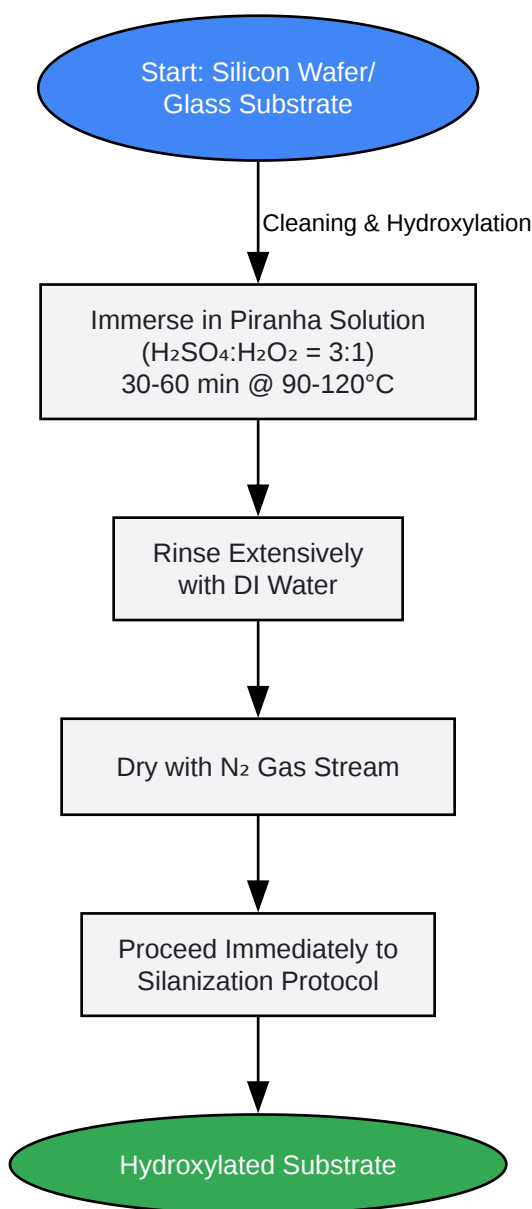 Start: Silicon Wafer/
Glass Substrate
Cleaning & Hydroxylation
Immerse in Piranha Solution
(H₂SO₄:H₂O₂ = 3:1)
30-60 min @ 90-120°C
Rinse Extensively
with DI Water
Dry with N₂ Gas Stream
Proceed Immediately to
Silanization Protocol
Hydroxylated Substrate